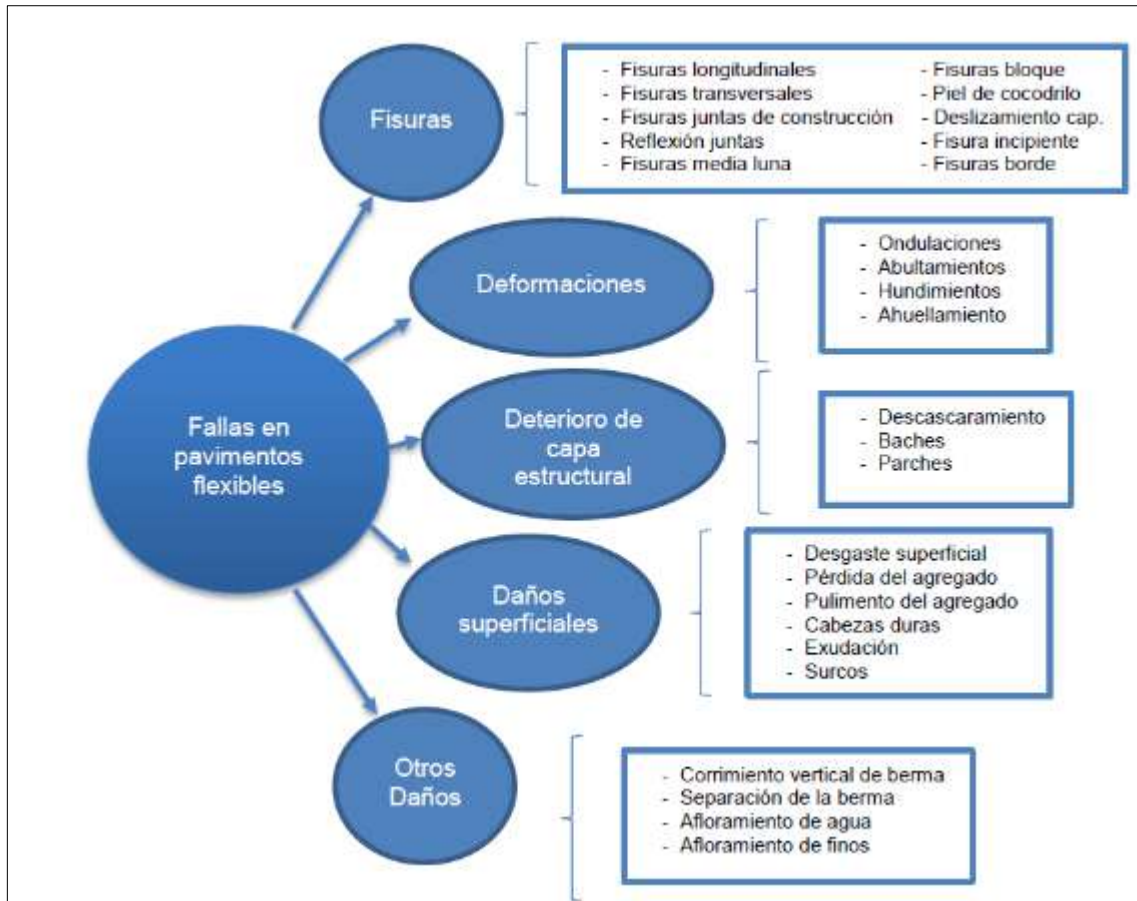 Fisuras
- Fisuras longitudinales
- Fisuras transversales
- Fisuras juntas de construcción
- Reflexión juntas
- Fisuras media luna
- Fisuras bloque
- Piel de cocodrilo
- Deslizamiento cap.
- Fisura incipiente
- Fisuras borde
Deformaciones
- Ondulaciones
- Abultamientos
- Hundimientos
- Ahuellamiento
Fallas en
pavimentos
flexibles
Deterioro de
capa
estructural
- Descascaramiento
- Baches
- Parches
Daños
superficiales
- Desgaste superficial
- Pérdida del agregado
- Pulimento del agregado
- Cabezas duras
- Exudación
- Surcos
Otros
Daños
- Corrimiento vertical de berma
- Separación de la berma
- Afloramiento de agua
- Afloramiento de finos